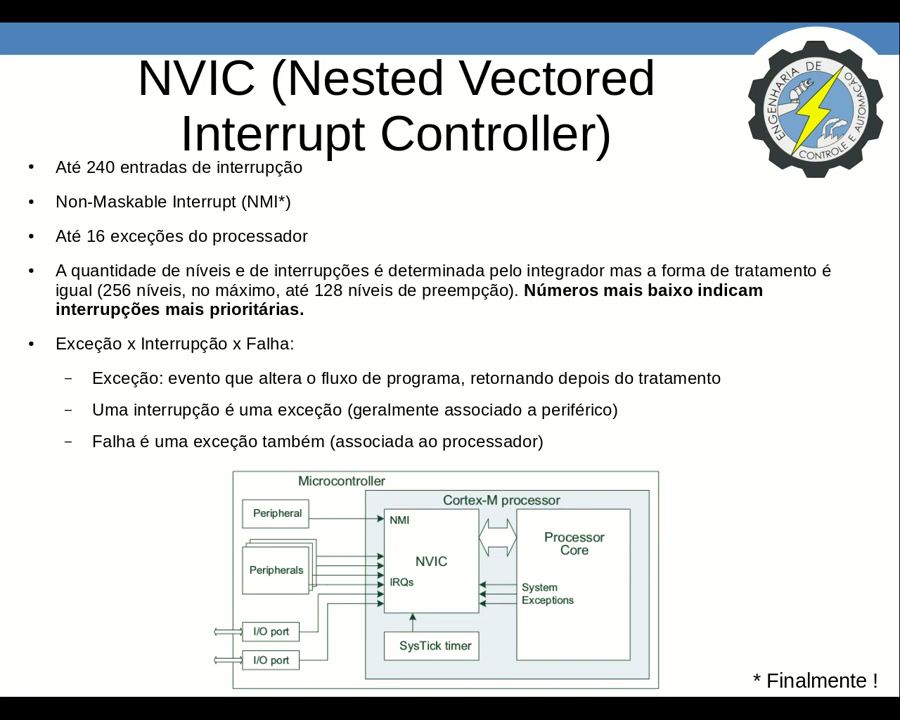 NVIC (Nested Vectored
Interrupt Controller)
ENGENHARIA DE
CONTROLE E AUTOMAÇÃO
• Até 240 entradas de interrupção
• Non-Maskable Interrupt (NMI*)
• Até 16 exceções do processador
• A quantidade de níveis e de interrupções é determinada pelo integrador mas a forma de tratamento é
igual (256 níveis, no máximo, até 128 níveis de preempção). Números mais baixo indicam
interrupções mais prioritárias.
• Exceção x Interrupção x Falha:
– Exceção: evento que altera o fluxo de programa, retornando depois do tratamento
– Uma interrupção é uma exceção (geralmente associado a periférico)
– Falha é uma exceção também (associada ao processador)
Microcontroller
Cortex-M processor
Peripheral
NMI
Processor
Core
NVIC
Peripherals
IRQs
System
Exceptions
I/O port
SysTick timer
I/O port
* Finalmente !